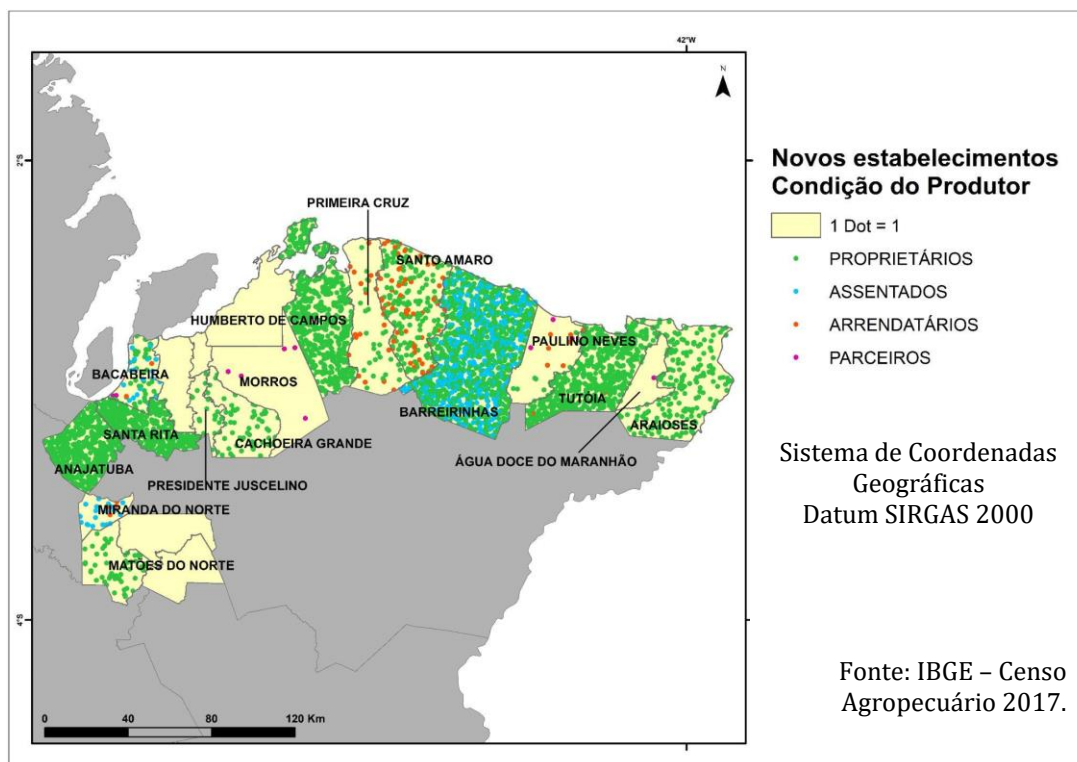 42°W
N
2°S
4°S
PRIMEIRA CRUZ
SANTO AMARO
HUMBERTO DE CAMPOS
PAULINO NEVES
BACABEIRA
MORROS
TUTÓIA
BARREIRINHAS
SANTA RITA
CACHOEIRA GRANDE
ARAIOSES
ANAJATUBA
ÁGUA DOCE DO MARANHÃO
PRESIDENTE JUSCELINO
MIRANDA DO NORTE
MATÕES DO NORTE
0 40 80 120 Km
Novos estabelecimentos
Condição do Produtor
1 Dot = 1
PROPRIETÁRIOS
ASSENTADOS
ARRENDATÁRIOS
PARCEIROS
Sistema de Coordenadas
Geográficas
Datum SIRGAS 2000
Fonte: IBGE – Censo
Agropecuário 2017.